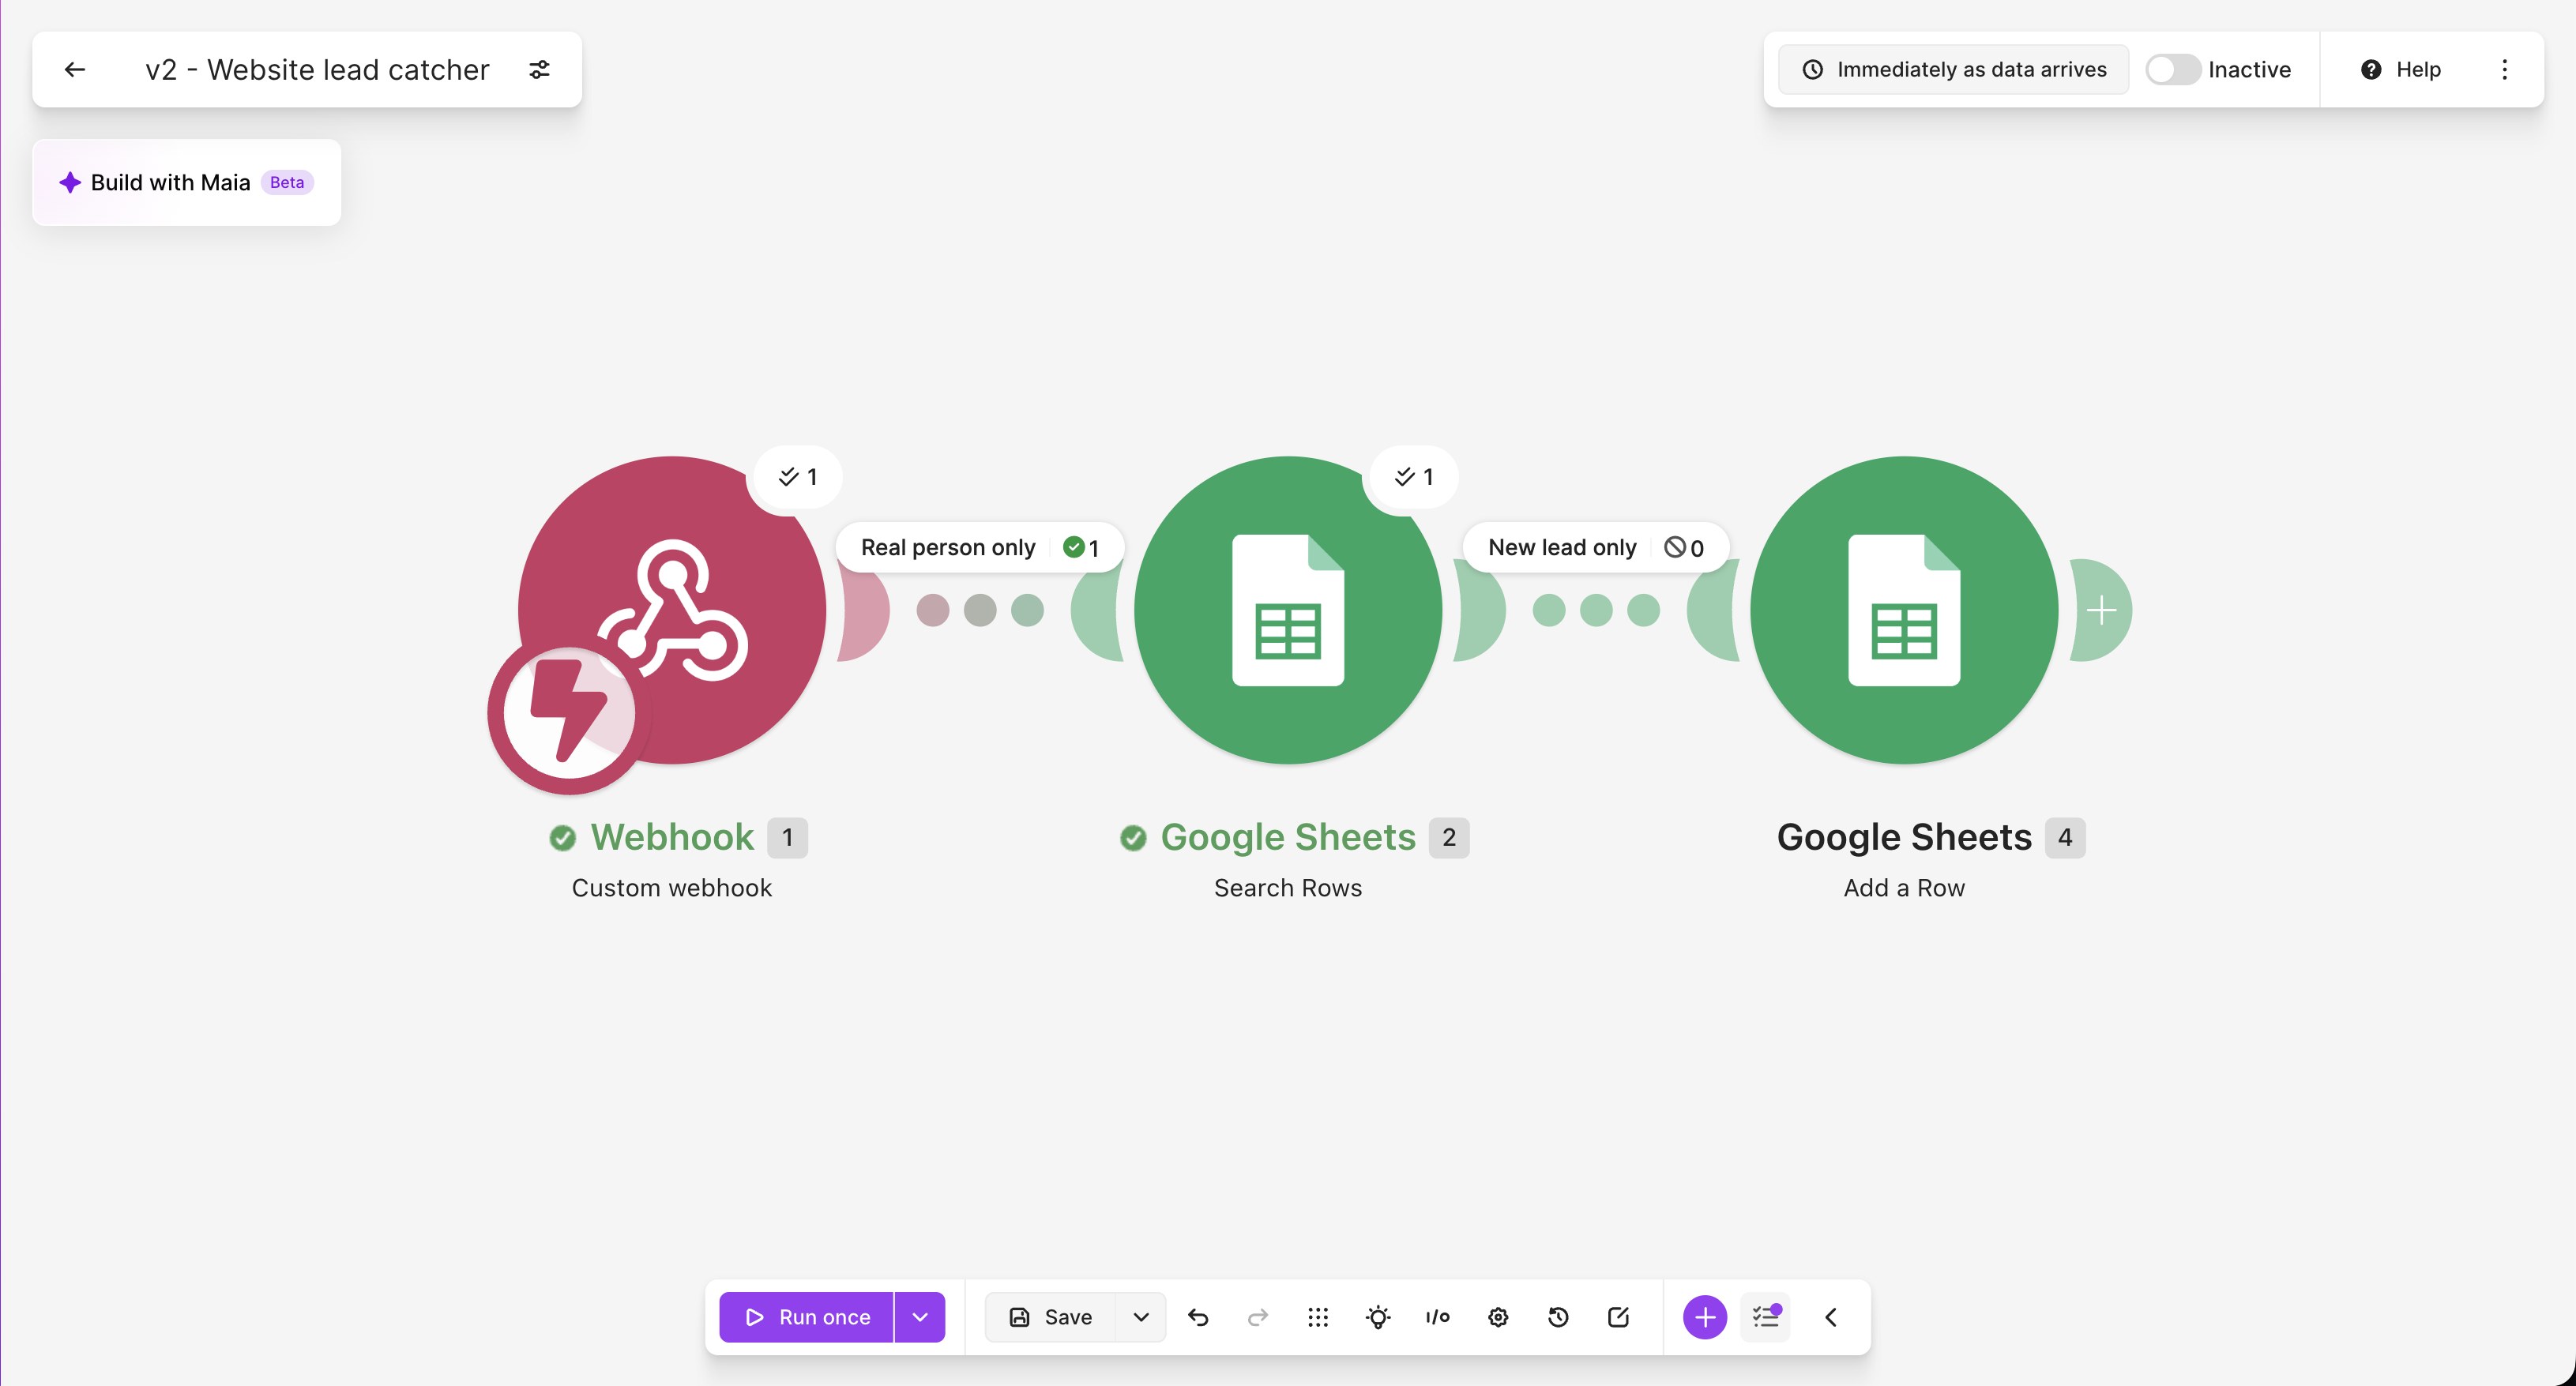 v2 - Website lead catcher
Immediately as data arrives
Inactive
Help
Build with Maia Beta
1
1
Real person only 1
New lead only 0
Webhook 1
Custom webhook
Google Sheets 2
Search Rows
Google Sheets 4
Add a Row
Run once
Save
I/O